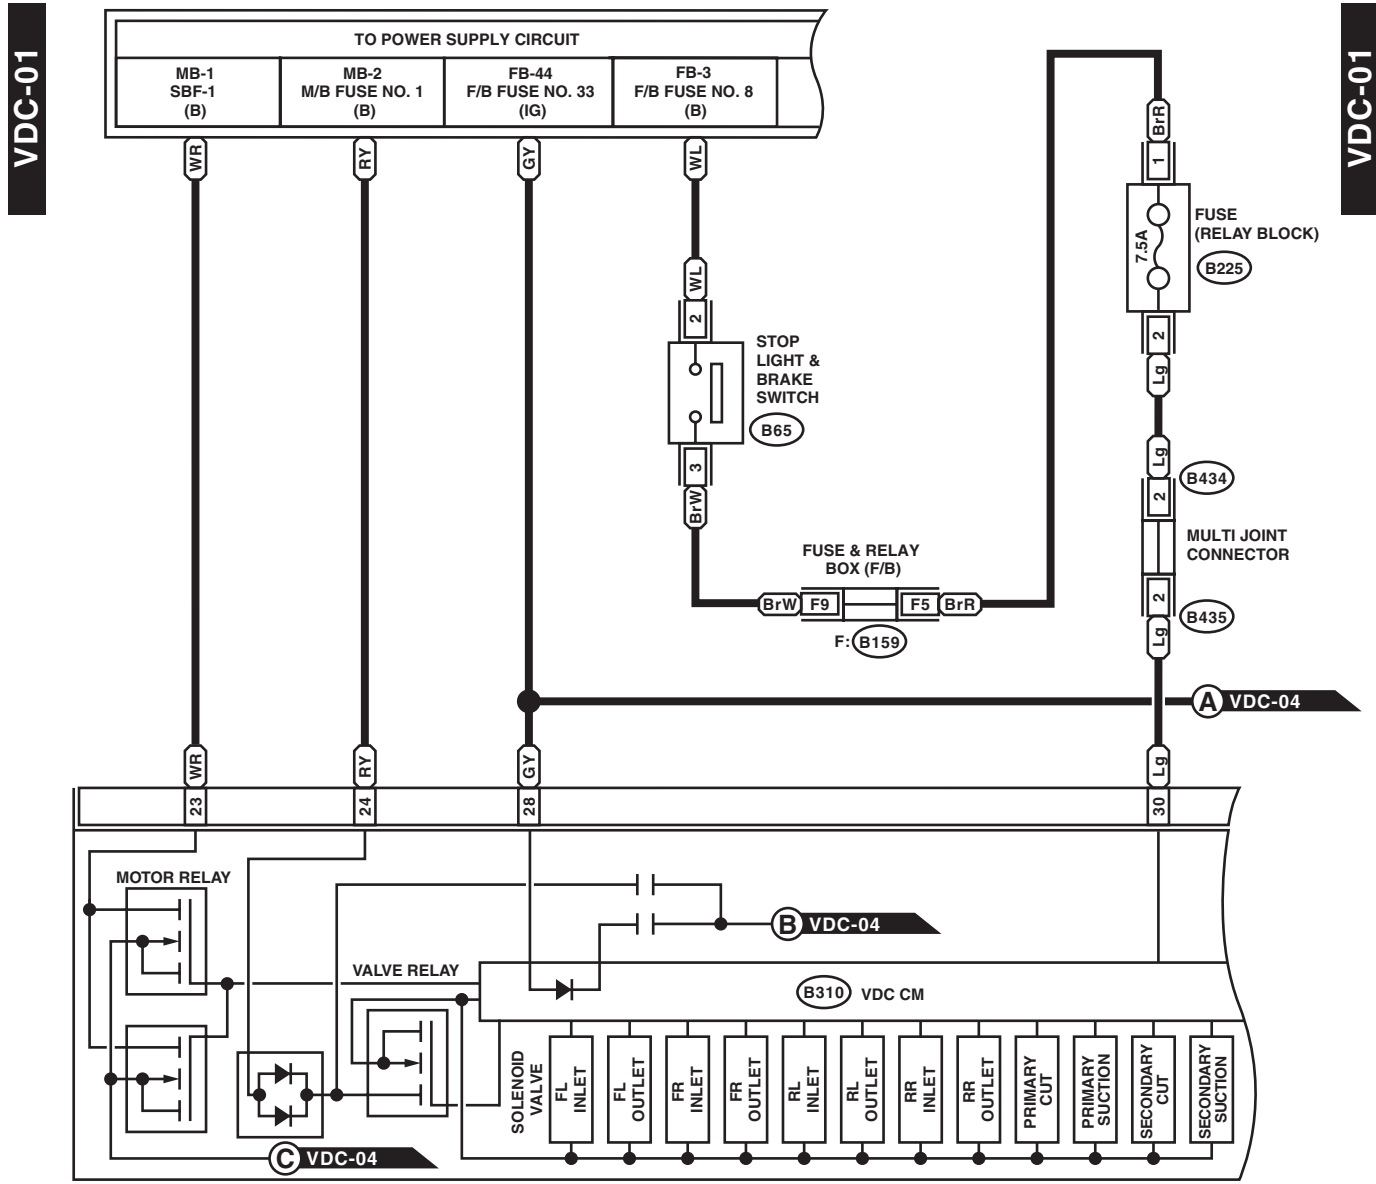 VDC-01
VDC-01
TO POWER SUPPLY CIRCUIT
MB-1
SBF-1
(B)
MB-2
M/B FUSE NO. 1
(B)
FB-44
F/B FUSE NO. 33
(IG)
FB-3
F/B FUSE NO. 8
(B)
WR
RY
GY
WL
BrR
1
7.5A
FUSE
(RELAY BLOCK)
B225
2
Lg
WL
2
STOP
LIGHT &
BRAKE
SWITCH
B65
3
BrW
Lg
B434
2
MULTI JOINT
CONNECTOR
2
B435
Lg
FUSE & RELAY
BOX (F/B)
BrW
F9
F5
BrR
F:
B159
A
VDC-04
WR
RY
GY
Lg
23
24
28
30
MOTOR RELAY
B
VDC-04
VALVE RELAY
B310
VDC CM
SOLENOID
VALVE
FL
INLET
FL
OUTLET
FR
INLET
FR
OUTLET
RL
INLET
RL
OUTLET
RR
INLET
RR
OUTLET
PRIMARY
CUT
PRIMARY
SUCTION
SECONDARY
CUT
SECONDARY
SUCTION
C
VDC-04